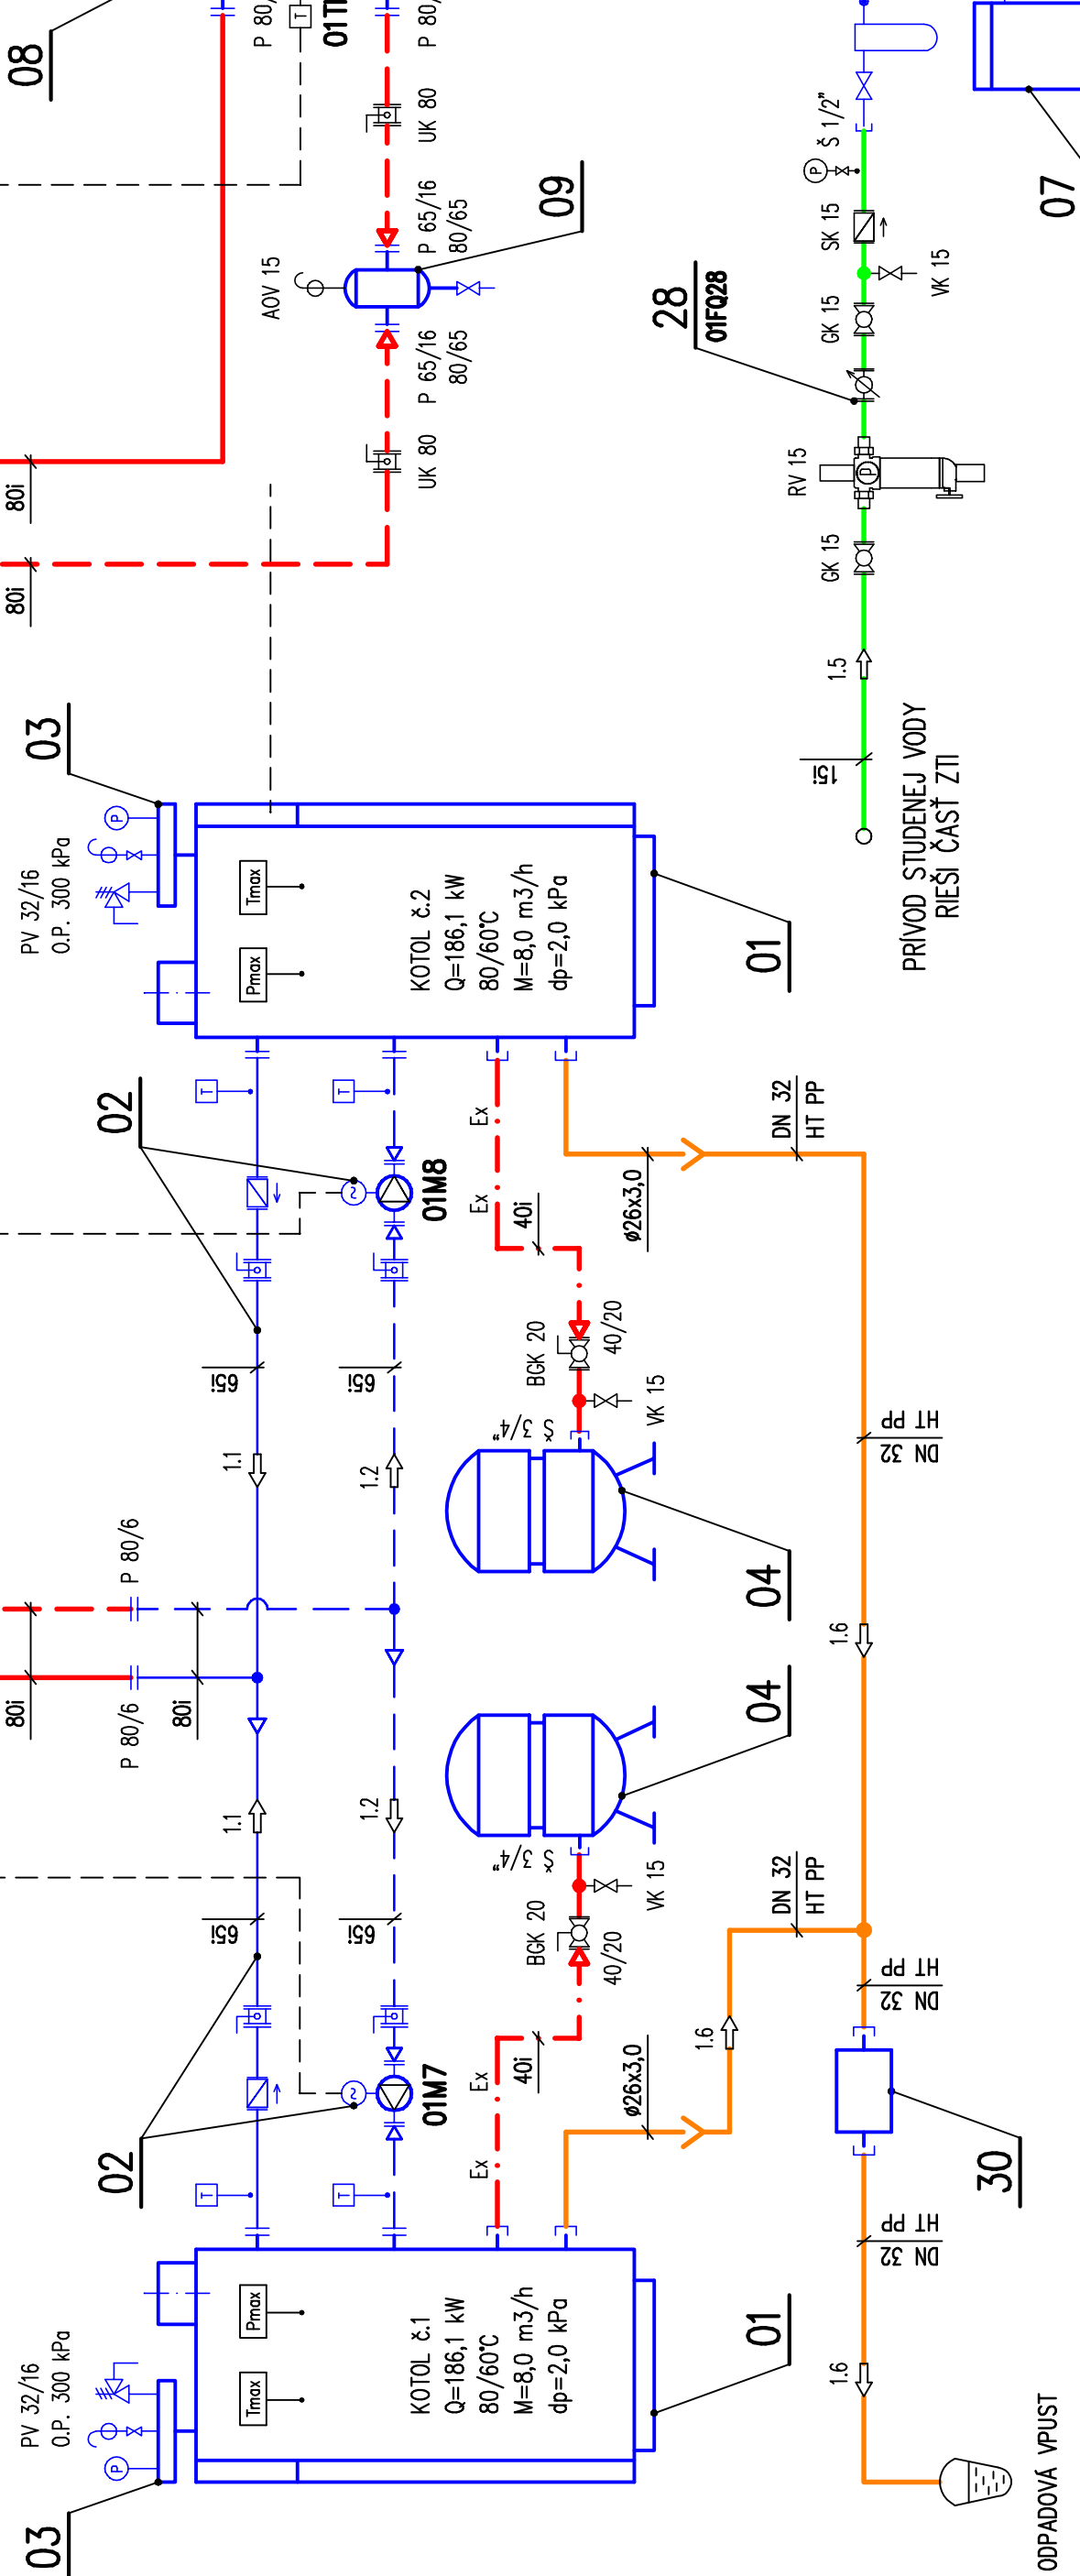 08
P 80/
01TI
P 80/
UK 80
P 65/16
80/65
09
AOV 15
P 65/16
80/65
UK 80
80i
80i
Š 1/2"
P
SK 15
VK 15
07
28
01FQ28
GK 15
RV 15
P
GK 15
1.5
15i
PRÍVOD STUDENEJ VODY
RIEŠI ČASŤ ZTI
03
PV 32/16
O.P. 300 kPa
P
Tmax
Pmax
KOTOL č.2
Q=186,1 kW
80/60°C
M=8,0 m3/h
dp=2,0 kPa
01
02
T
T
01M8
Ex
Ex
40i
ø26x3,0
DN 32
HT PP
65i
65i
BGK 20
40/20
Š 3/4"
VK 15
1.1
1.2
04
DN 32
HT PP
P 80/6
80i
P 80/6
80i
1.6
04
1.1
1.2
Š 3/4"
VK 15
65i
65i
BGK 20
40/20
DN 32
HT PP
DN 32
HT PP
02
01M7
T
T
Ex
Ex
40i
ø26x3,0
1.6
30
DN 32
HT PP
03
PV 32/16
O.P. 300 kPa
P
Pmax
Tmax
KOTOL č.1
Q=186,1 kW
80/60°C
M=8,0 m3/h
dp=2,0 kPa
01
1.6
ODPADOVÁ VPUST